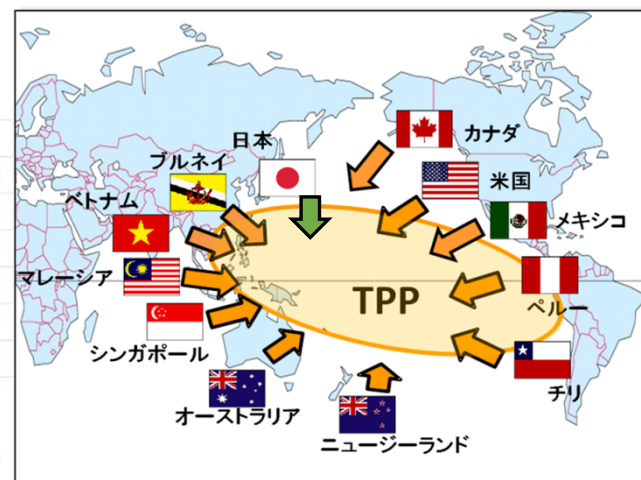 カナダ
日本
ブルネイ
米国
ベトナム
メキシコ
マレーシア
TPP
ペルー
シンガポール
チリ
オーストラリア
ニュージーランド